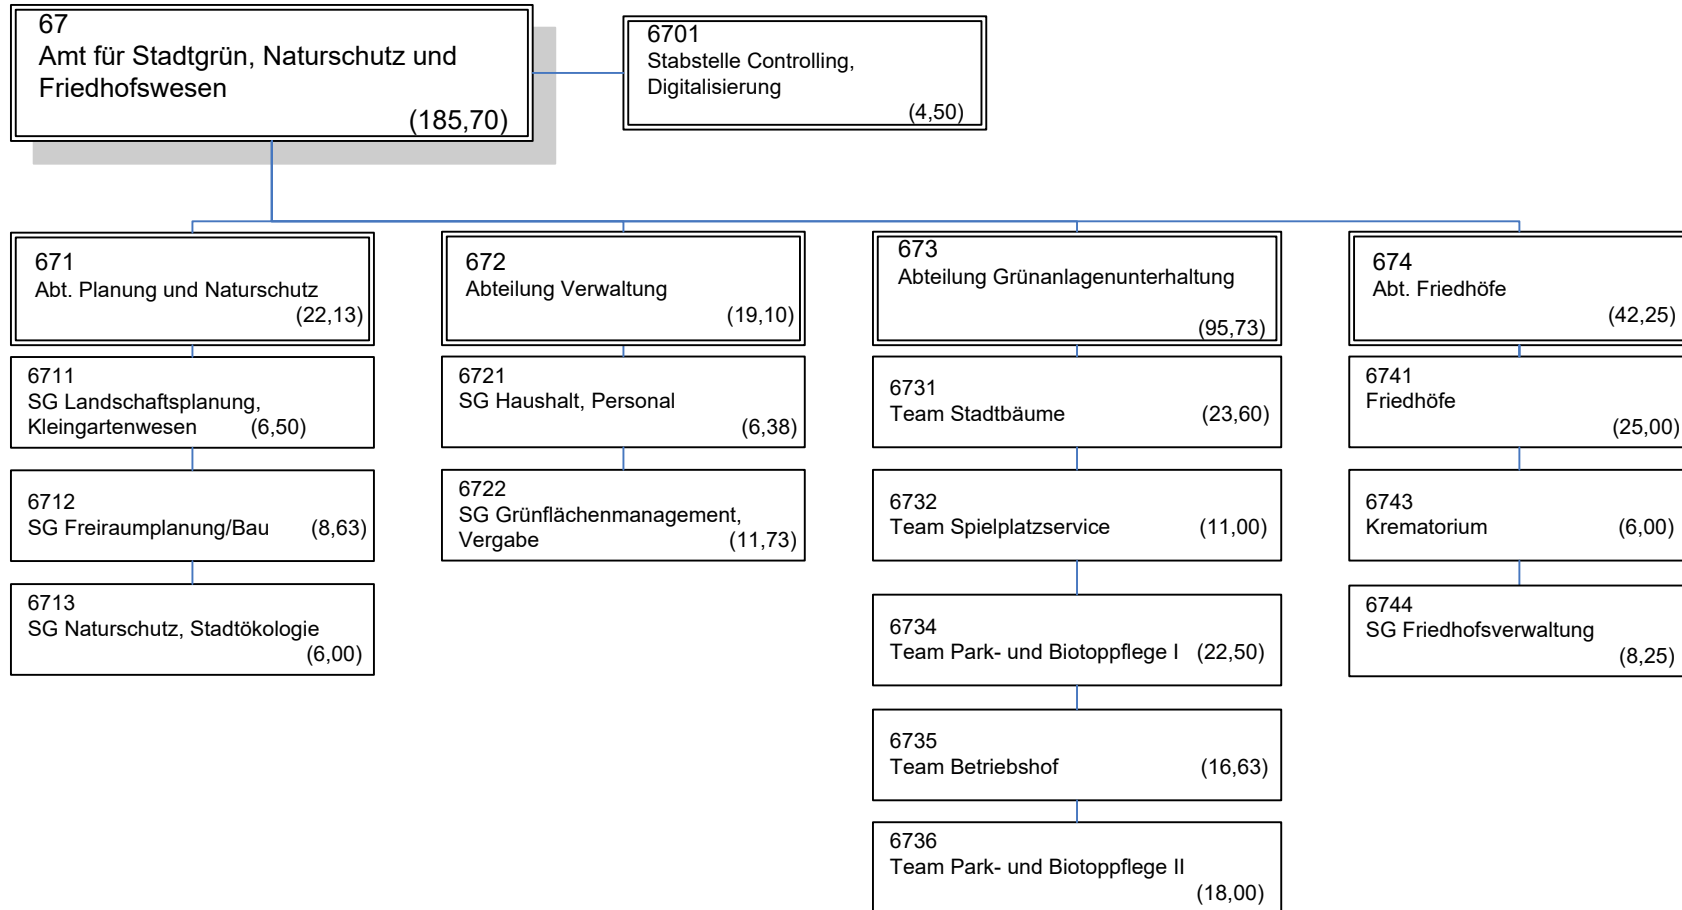 67
Amt für Stadtgrün, Naturschutz und
Friedhofswesen
(185,70)
6701
Stabstelle Controlling,
Digitalisierung
(4,50)
671
Abt. Planung und Naturschutz
(22,13)
6711
SG Landschaftsplanung,
Kleingartenwesen (6,50)
6712
SG Freiraumplanung/Bau (8,63)
6713
SG Naturschutz, Stadtökologie
(6,00)
672
Abteilung Verwaltung
(19,10)
6721
SG Haushalt, Personal
(6,38)
6722
SG Grünflächenmanagement,
Vergabe (11,73)
673
Abteilung Grünanlagenunterhaltung
(95,73)
6731
Team Stadtbäume (23,60)
6732
Team Spielplatzservice (11,00)
6734
Team Park- und Biotoppflege I (22,50)
6735
Team Betriebshof (16,63)
6736
Team Park- und Biotoppflege II
(18,00)
674
Abt. Friedhöfe
(42,25)
6741
Friedhöfe
(25,00)
6743
Krematorium (6,00)
6744
SG Friedhofsverwaltung
(8,25)